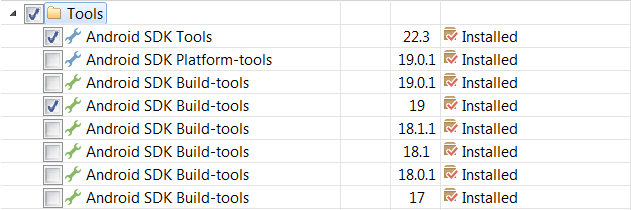 Tools
Android SDK Tools 22.3 Installed
Android SDK Platform-tools 19.0.1 Installed
Android SDK Build-tools 19.0.1 Installed
Android SDK Build-tools 19 Installed
Android SDK Build-tools 18.1.1 Installed
Android SDK Build-tools 18.1 Installed
Android SDK Build-tools 18.0.1 Installed
Android SDK Build-tools 17 Installed